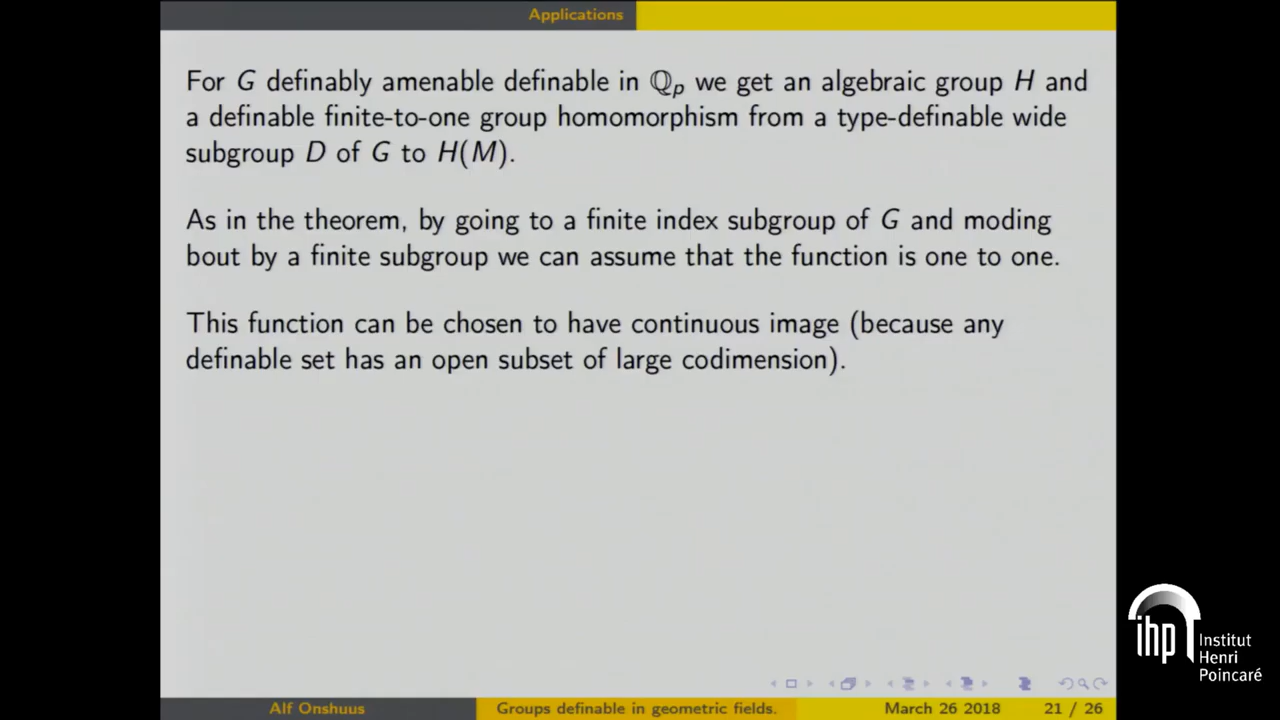 Applications
For G definably amenable definable in ℚp we get an algebraic group H and
a definable finite-to-one group homomorphism from a type-definable wide
subgroup D of G to H(M).
As in the theorem, by going to a finite index subgroup of G and moding
bout by a finite subgroup we can assume that the function is one to one.
This function can be chosen to have continuous image (because any
definable set has an open subset of large codimension).
ihp Institut
Henri
Poincaré
Alf Onshuus Groups definable in geometric fields. March 26 2018 21 / 26